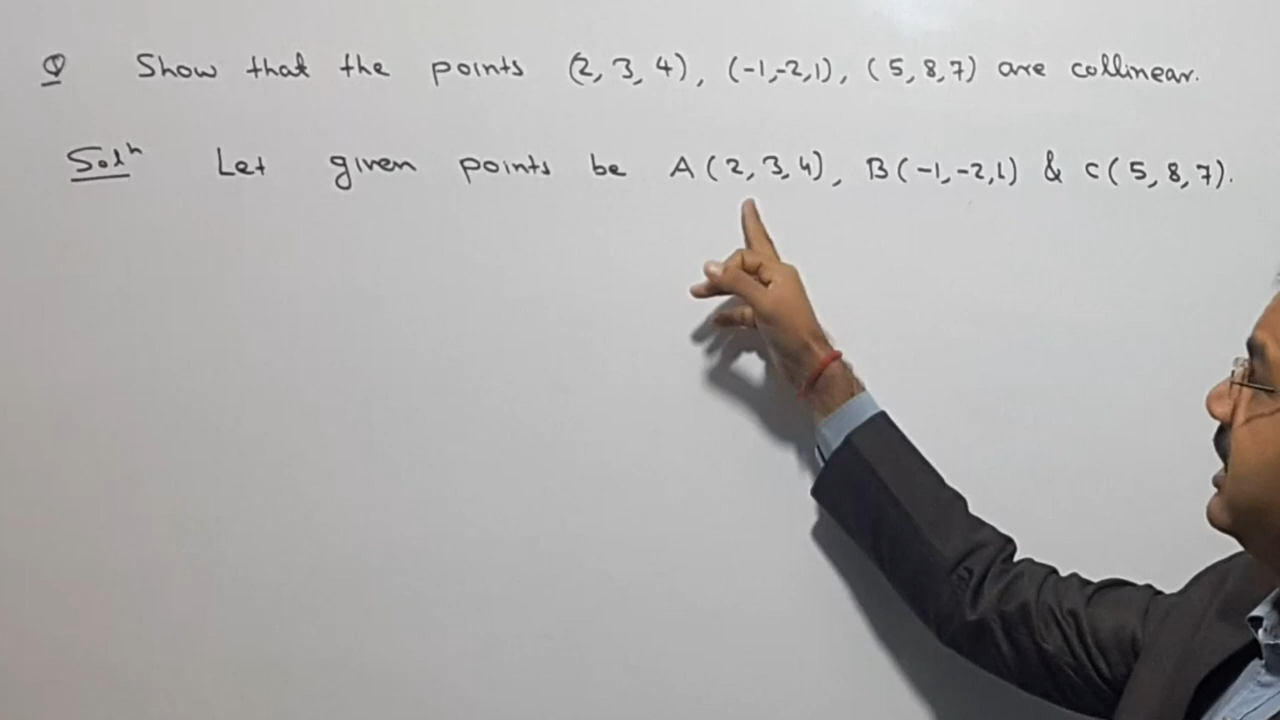 Q Show that the points (2, 3, 4), (-1,-2,1), (5, 8, 7) are collinear.
Solⁿ Let given points be A (2, 3, 4), B(-1, -2, 1) & C(5, 8, 7).